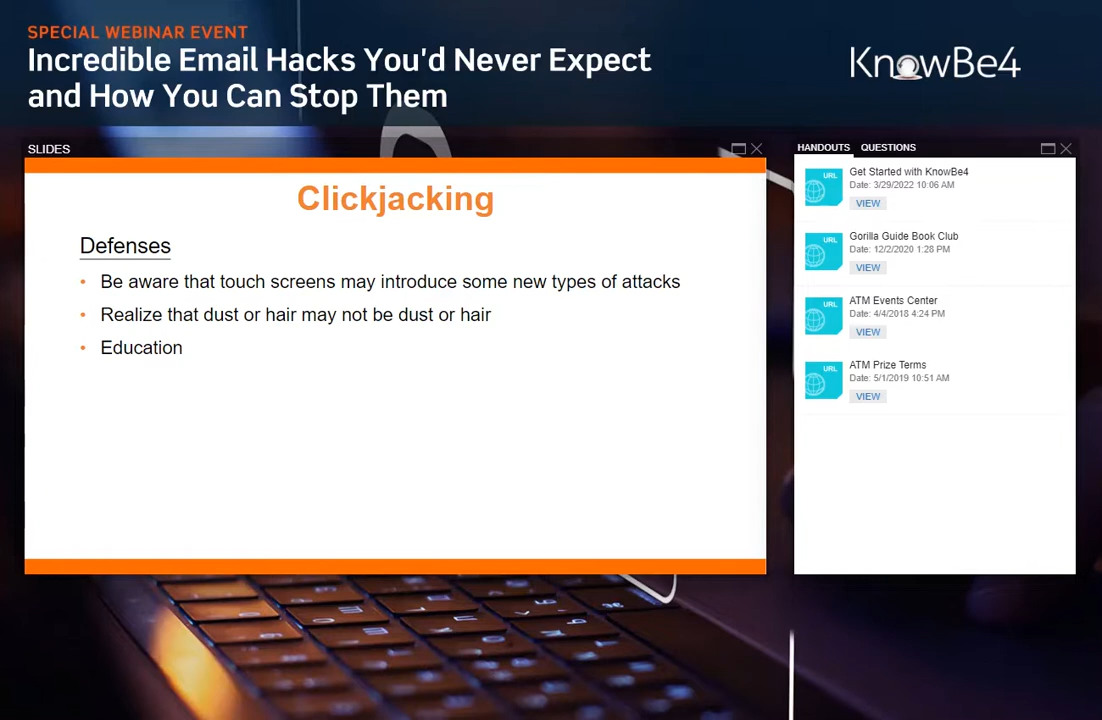 SPECIAL WEBINAR EVENT
Incredible Email Hacks You'd Never Expect
and How You Can Stop Them
KnowBe4
SLIDES
Clickjacking
Defenses
• Be aware that touch screens may introduce some new types of attacks
• Realize that dust or hair may not be dust or hair
• Education
HANDOUTS QUESTIONS
URL
Get Started with KnowBe4
Date: 3/29/2022 10:06 AM
VIEW
URL
Gorilla Guide Book Club
Date: 12/2/2020 1:28 PM
VIEW
URL
ATM Events Center
Date: 4/4/2018 4:24 PM
VIEW
URL
ATM Prize Terms
Date: 5/1/2019 10:51 AM
VIEW